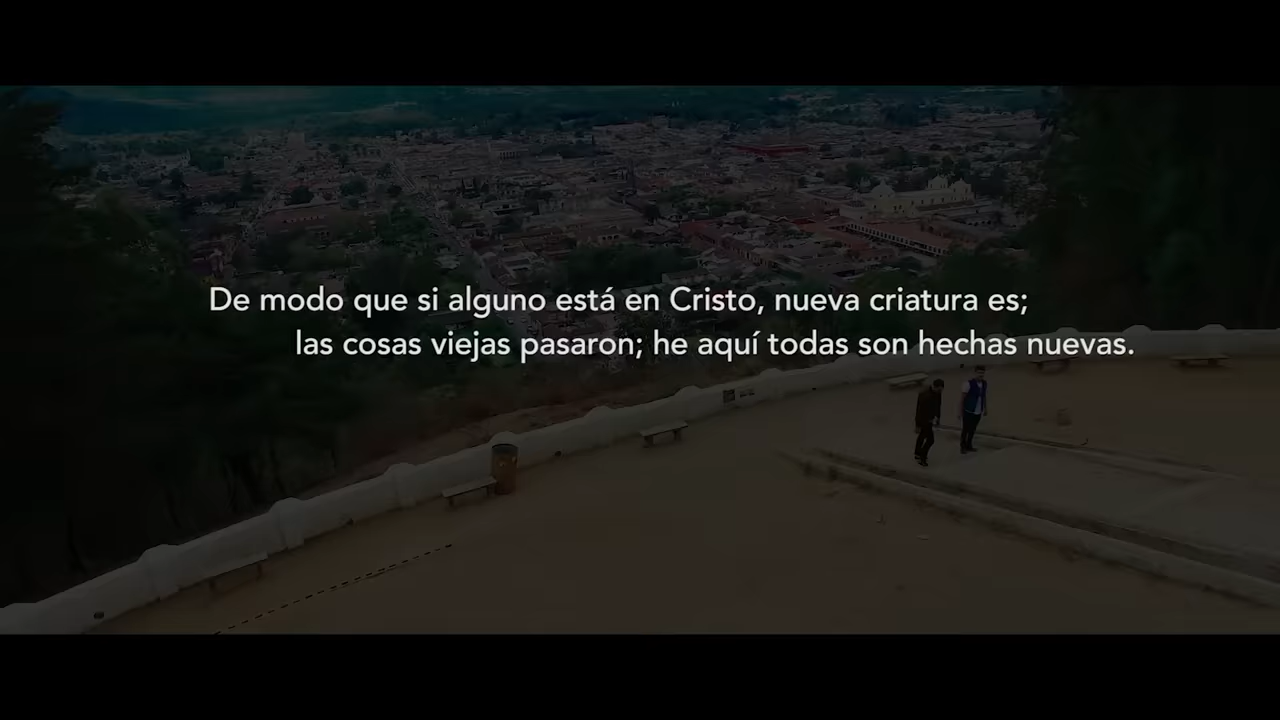 De modo que si alguno está en Cristo, nueva criatura es;
las cosas viejas pasaron; he aquí todas son hechas nuevas.